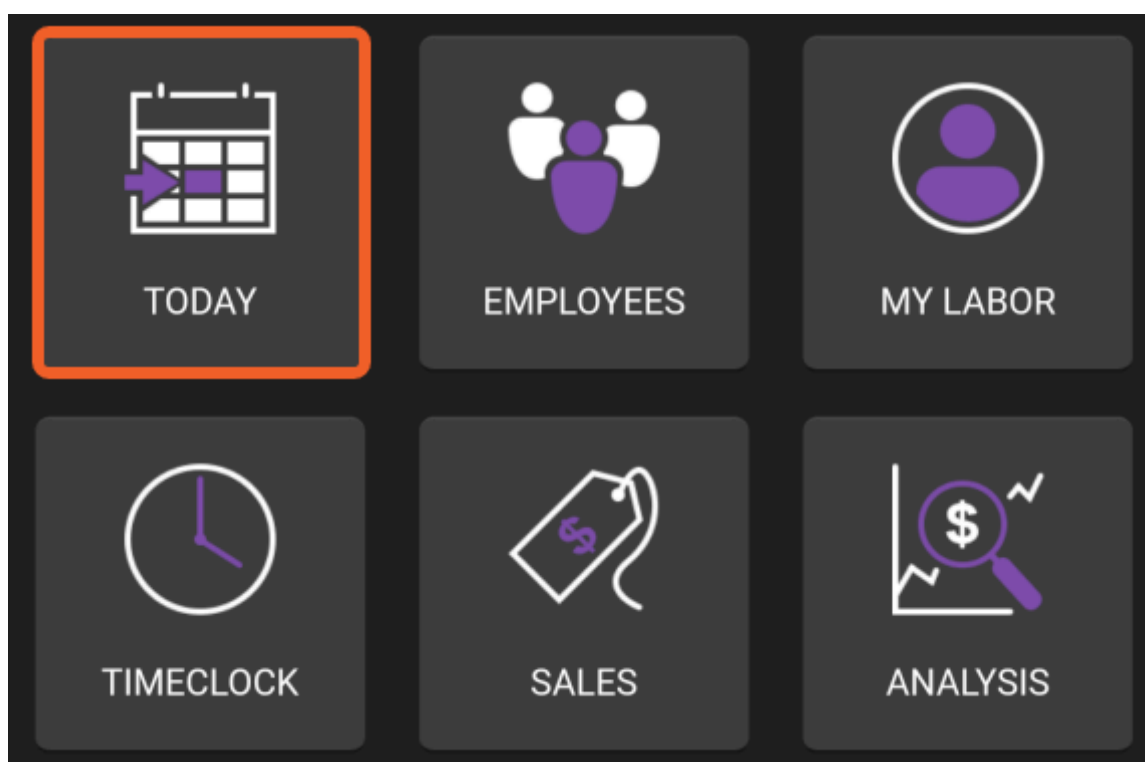 TODAY
EMPLOYEES
MY LABOR
$
$
TIMECLOCK
SALES
ANALYSIS